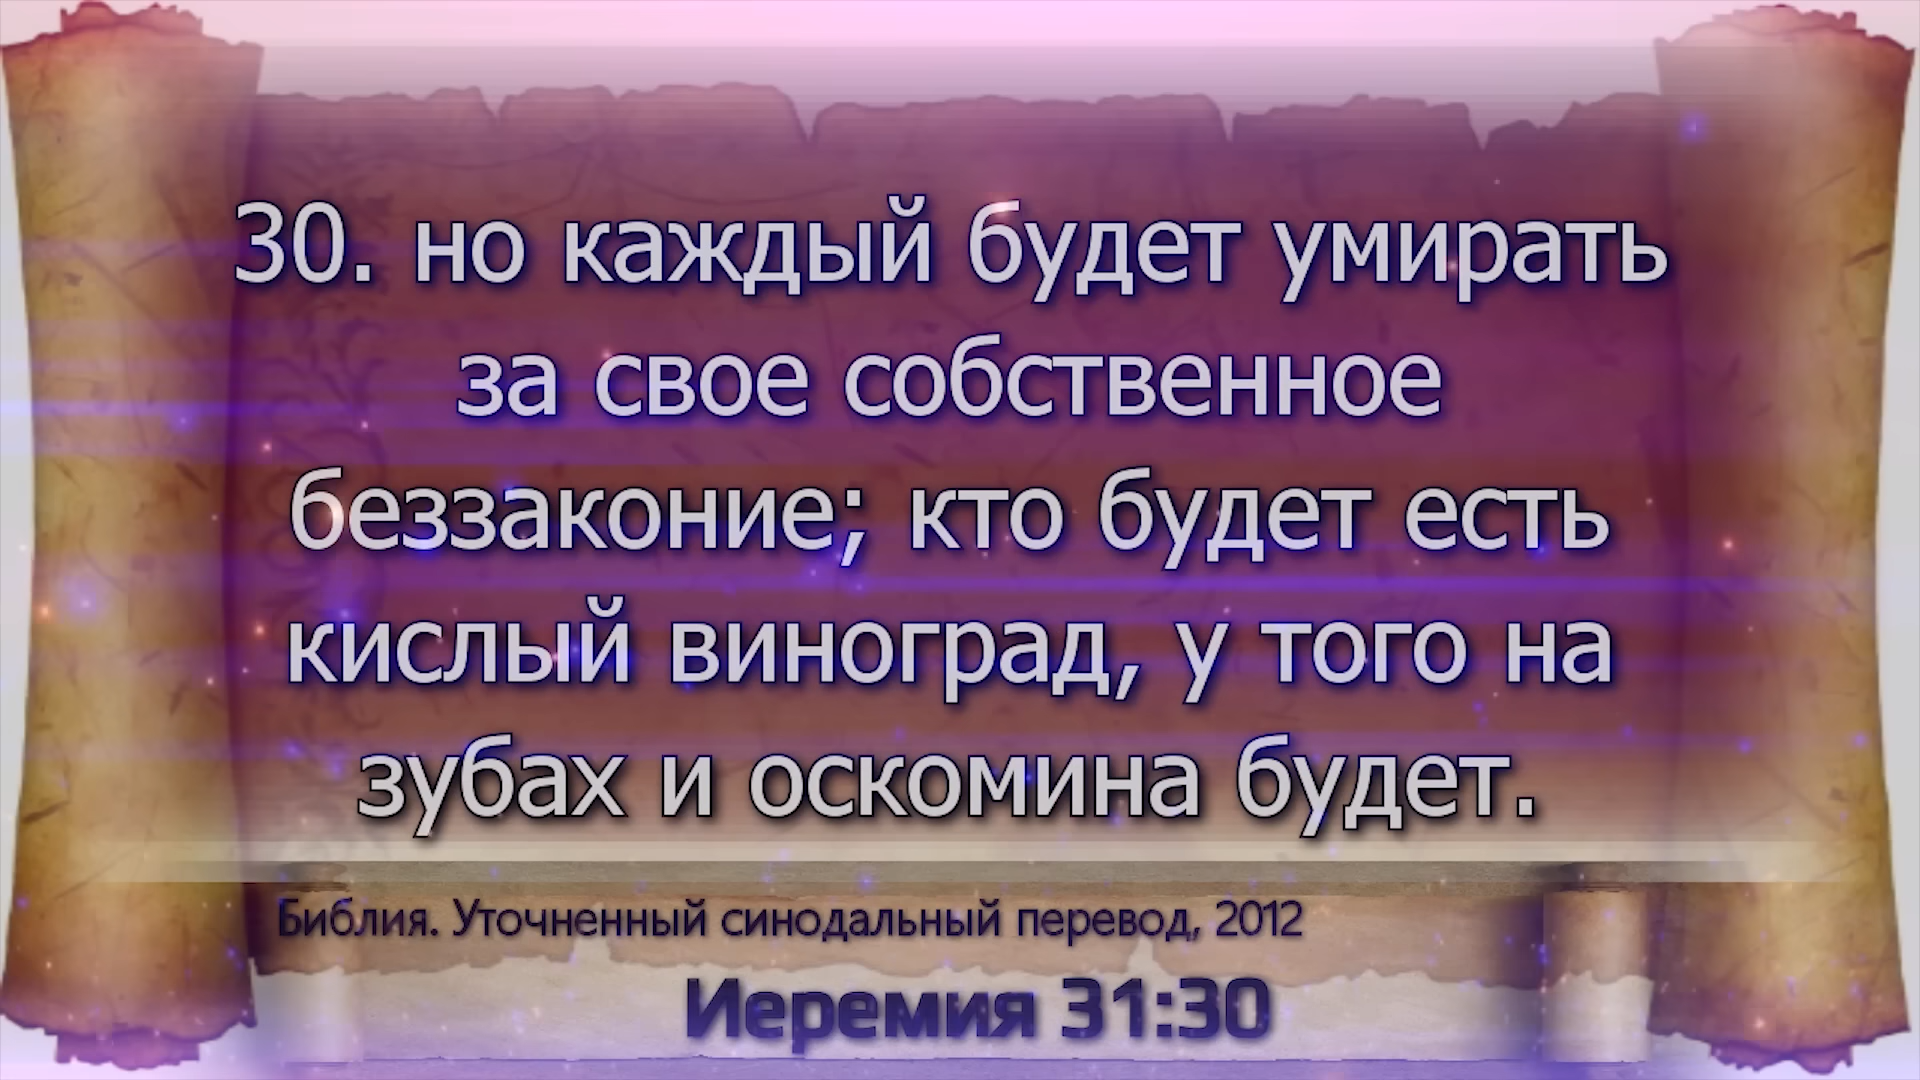 30. но каждый будет умирать
за свое собственное
беззаконие; кто будет есть
кислый виноград, у того на
зубах и оскомина будет.
Библия. Уточненный синодальный перевод, 2012
Иеремия 31:30